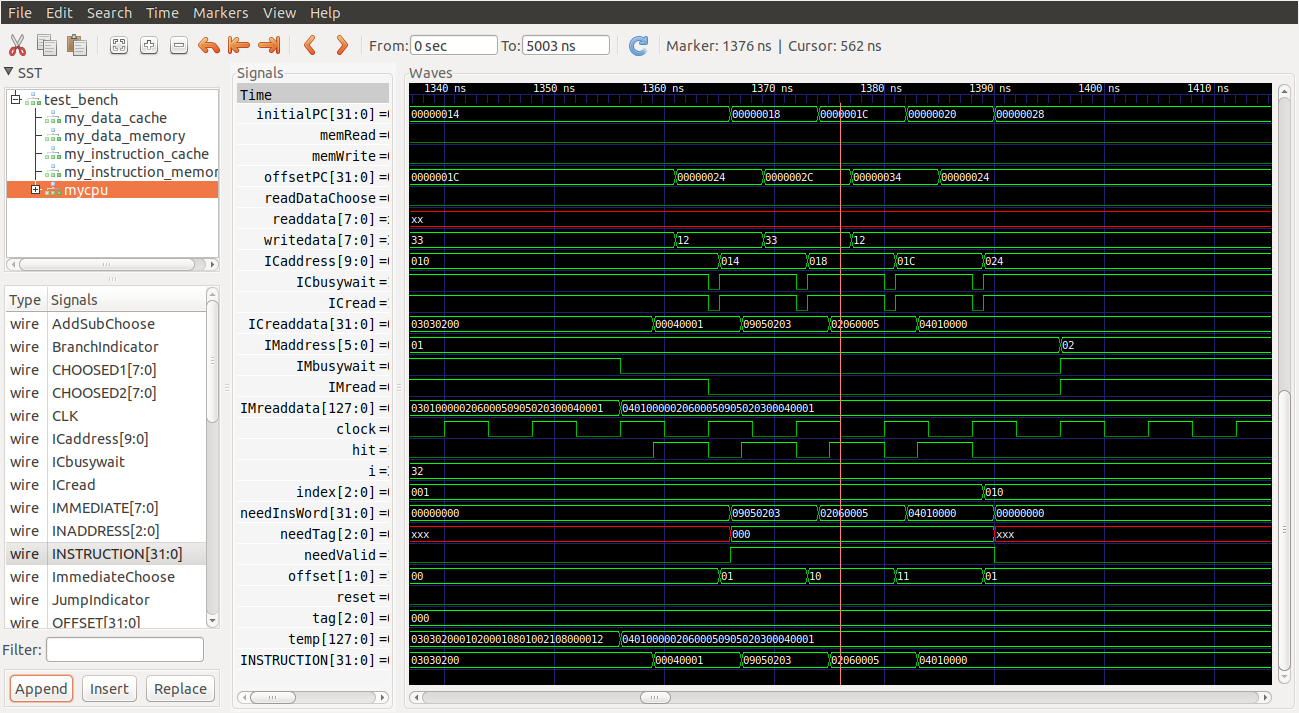 File Edit Search Time Markers View Help
From: 0 sec To: 5003 ns Marker: 1376 ns | Cursor: 562 ns
SST
test_bench
my_data_cache
my_data_memory
my_instruction_cache
my_instruction_memor
mycpu
Type Signals
wire AddSubChoose
wire BranchIndicator
wire CHOOSED1[7:0]
wire CHOOSED2[7:0]
wire CLK
wire ICaddress[9:0]
wire ICbusywait
wire ICread
wire IMMEDIATE[7:0]
wire INADDRESS[2:0]
wire INSTRUCTION[31:0]
wire ImmediateChoose
wire JumpIndicator
wire OFFSET[31:0]
Filter:
Append Insert Replace
Signals
Time
initialPC[31:0] =
memRead =
memWrite =
offsetPC[31:0] =
readDataChoose =
readdata[7:0] =
writedata[7:0] =
ICaddress[9:0] =
ICbusywait =
ICread =
ICreaddata[31:0] =
IMaddress[5:0] =
IMbusywait =
IMread =
IMreaddata[127:0] =
clock =
hit =
i =
index[2:0] =
needInsWord[31:0] =
needTag[2:0] =
needValid =
offset[1:0] =
reset =
tag[2:0] =
temp[127:0] =
INSTRUCTION[31:0] =
Waves
1340 ns 1350 ns 1360 ns 1370 ns 1380 ns 1390 ns 1400 ns 1410 ns
00000014 00000018 0000001C 00000020 00000028
0000001C 00000024 0000002C 00000034 00000024
xx
33 12 33 12
010 014 018 01C 024
03030200 00040001 09050203 02060005 04010000
01 02
03010000020600050905020300040001 04010000020600050905020300040001
32
001 010
00000000 09050203 02060005 04010000 00000000
xxx 000 xxx
00 01 10 11 01
000
03030200010200010801002108000012 04010000020600050905020300040001
03030200 00040001 09050203 02060005 04010000